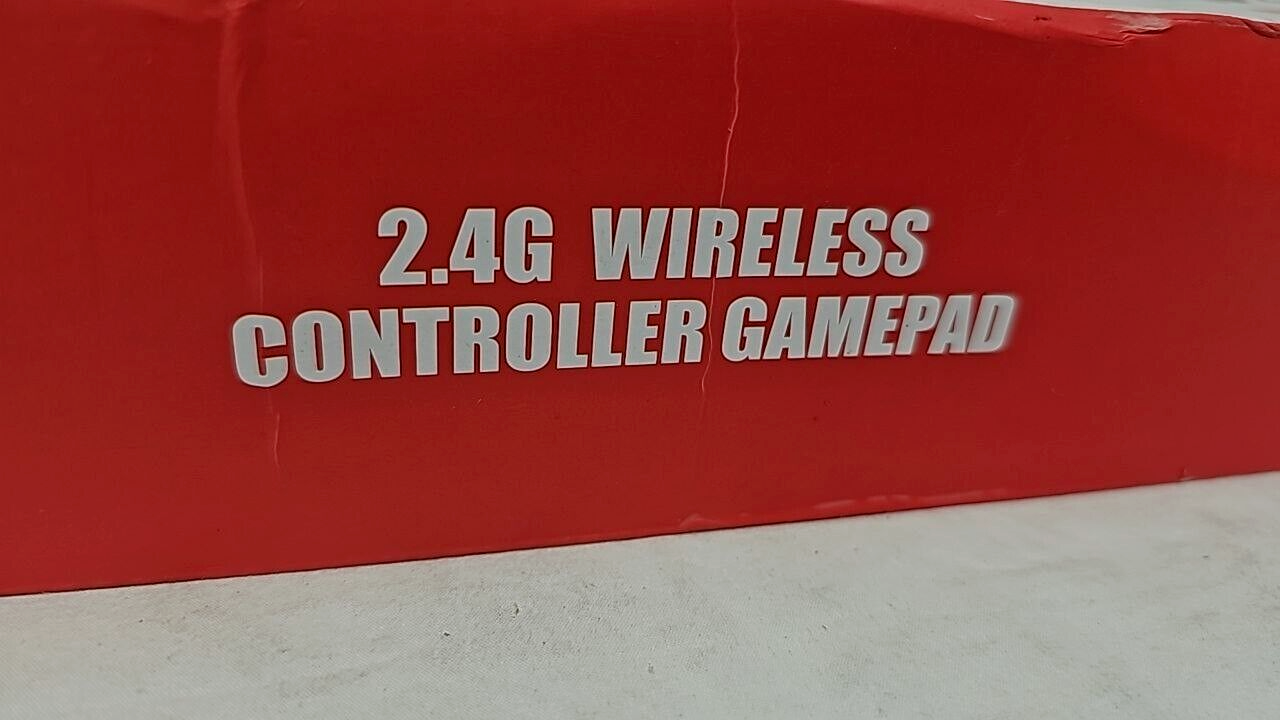 2.4G WIRELESS
CONTROLLER GAMEPAD